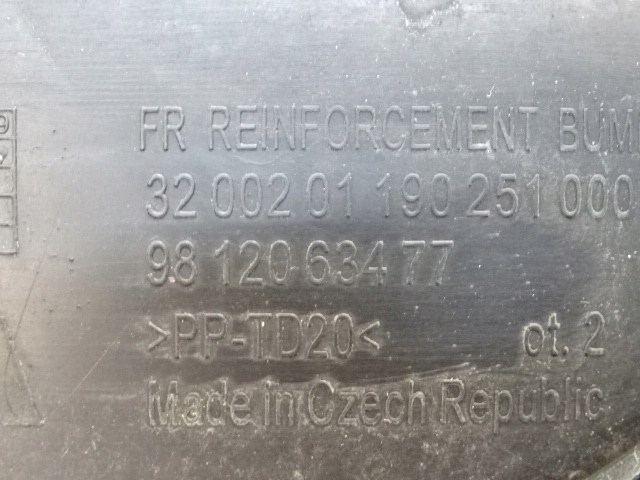 FR REINFORCEMENT BUM
32 002 01 190 251 000
98 120 634 77
>PP-TD20< ot. 2
Made in Czech Republic